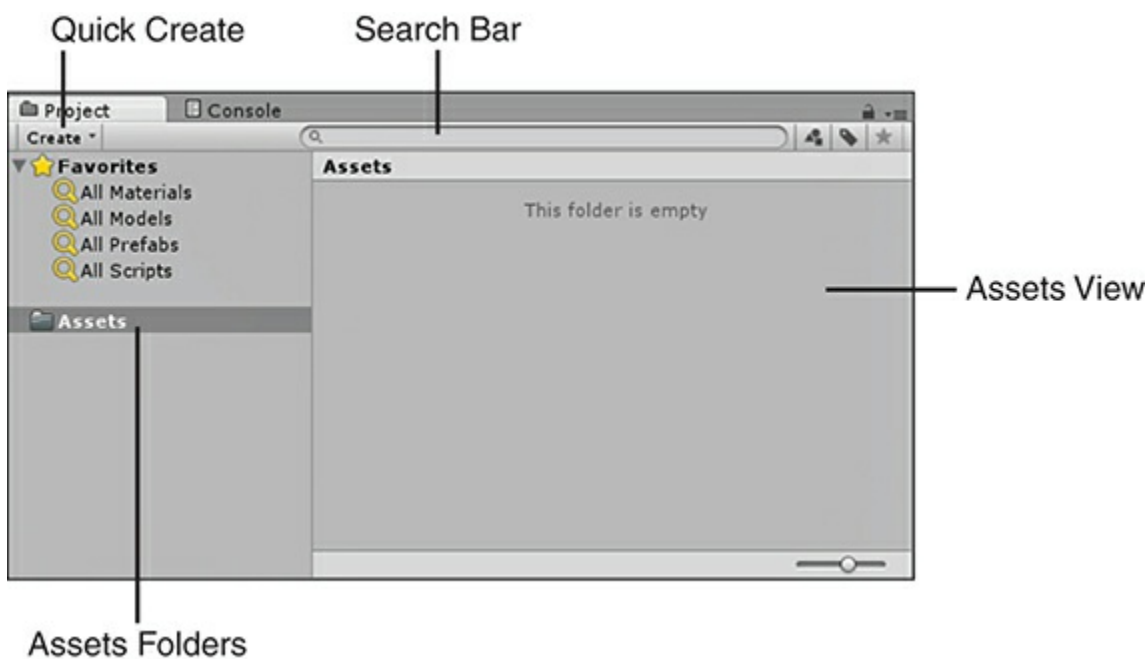 Quick Create Search Bar
Project Console
Create
Favorites Assets
All Materials This folder is empty
All Models
All Prefabs
All Scripts
Assets View
Assets
Assets Folders